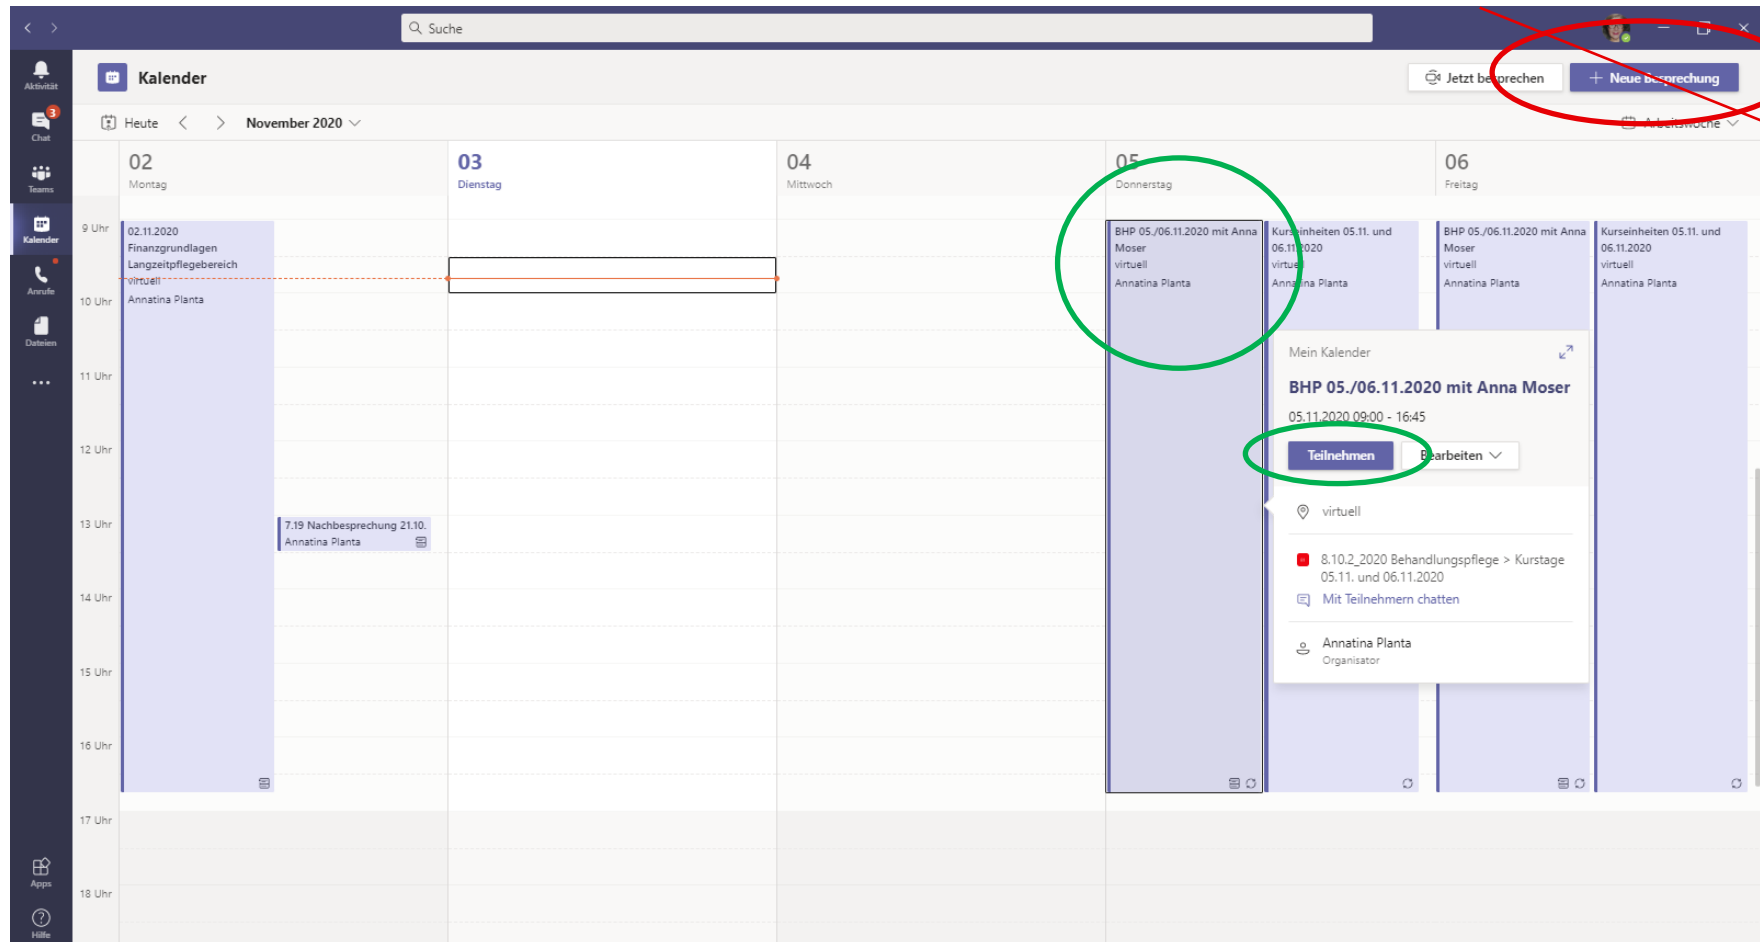 Suche
Aktivität
3
Chat
Teams
Kalender
Anrufe
Dateien
Apps
Hilfe
Kalender
Jetzt besprechen
Neue Besprechung
Heute
November 2020
Arbeitswoche
02
Montag
03
Dienstag
04
Mittwoch
05
Donnerstag
06
Freitag
9 Uhr
10 Uhr
11 Uhr
12 Uhr
13 Uhr
14 Uhr
15 Uhr
16 Uhr
17 Uhr
18 Uhr
02.11.2020
Finanzgrundlagen
Langzeitpflegebereich
virtuell
Annatina Planta
7.19 Nachbesprechung 21.10.
Annatina Planta
BHP 05./06.11.2020 mit Anna
Moser
virtuell
Annatina Planta
Kurseinheiten 05.11. und
06.11.2020
virtuell
Annatina Planta
BHP 05./06.11.2020 mit Anna
Moser
virtuell
Annatina Planta
Kurseinheiten 05.11. und
06.11.2020
virtuell
Annatina Planta
Mein Kalender
BHP 05./06.11.2020 mit Anna Moser
05.11.2020 09:00 - 16:45
Teilnehmen
Bearbeiten
virtuell
8.10.2_2020 Behandlungspflege > Kurstage
05.11. und 06.11.2020
Mit Teilnehmern chatten
Annatina Planta
Organisator